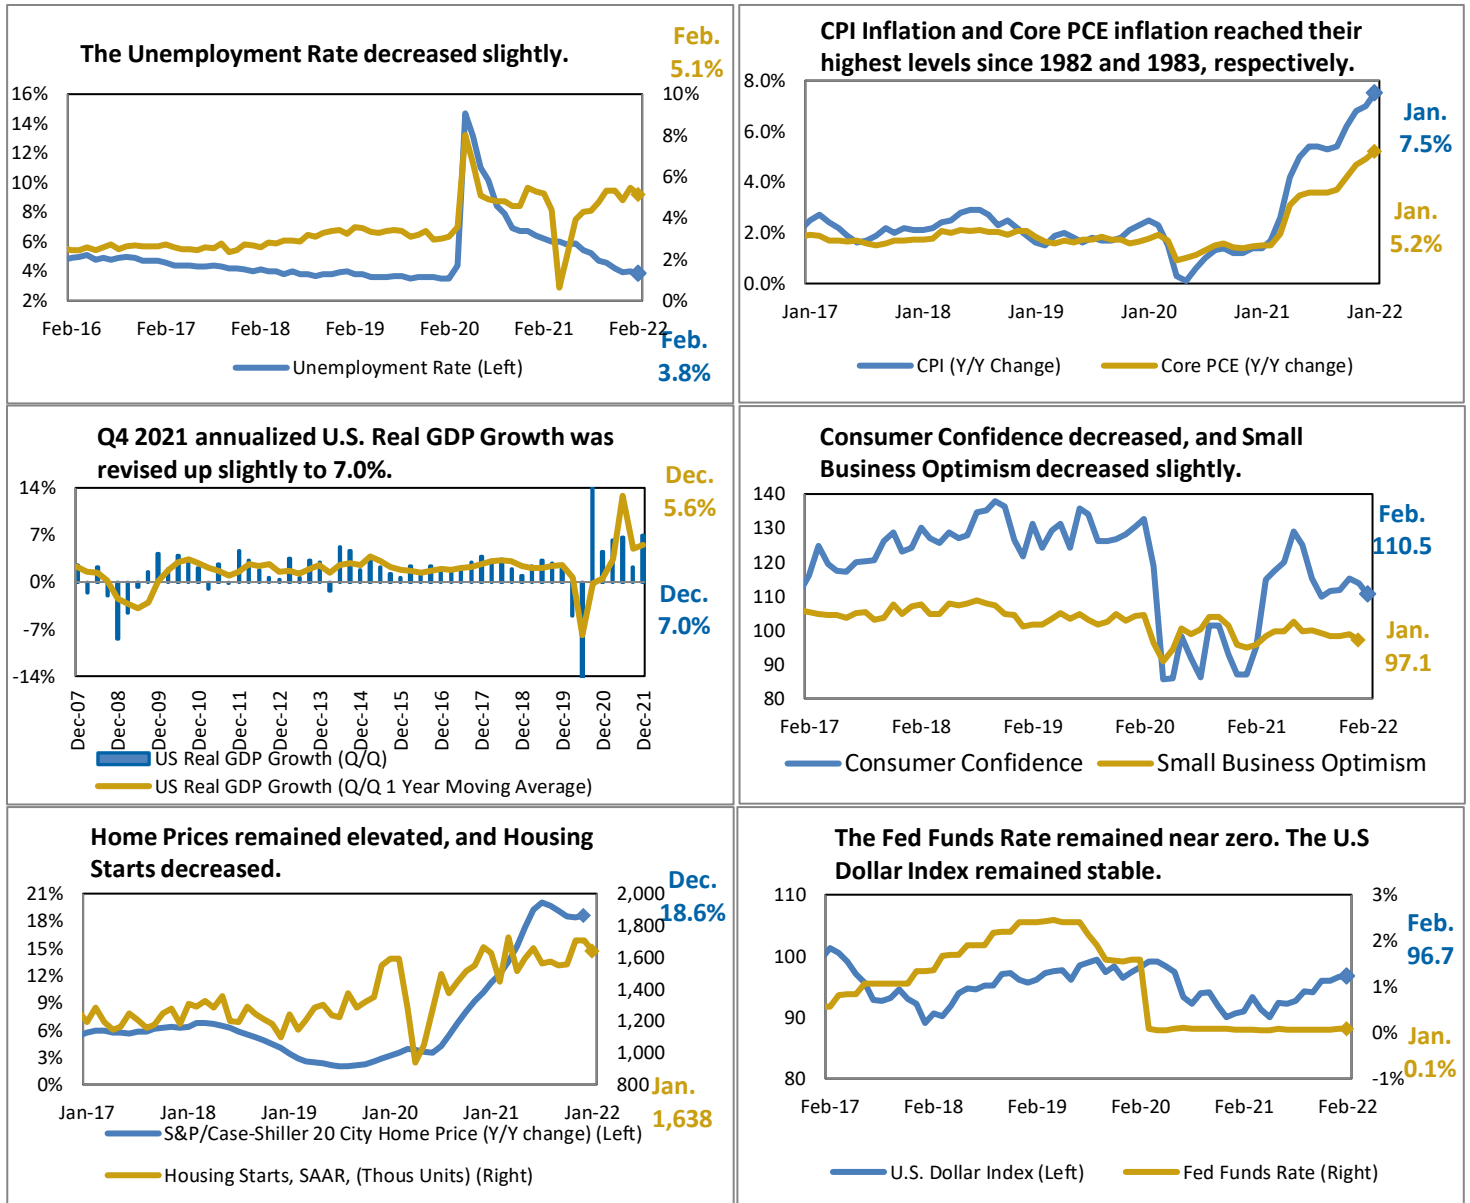 The Unemployment Rate decreased slightly.
Feb.
5.1%
16%
14%
12%
10%
8%
6%
4%
2%
10%
8%
6%
4%
2%
0%
Feb-16 Feb-17 Feb-18 Feb-19 Feb-20 Feb-21 Feb-22
Feb.
3.8%
Unemployment Rate (Left)
CPI Inflation and Core PCE inflation reached their
highest levels since 1982 and 1983, respectively.
8.0%
6.0%
4.0%
2.0%
0.0%
Jan.
7.5%
Jan.
5.2%
Jan-17 Jan-18 Jan-19 Jan-20 Jan-21 Jan-22
CPI (Y/Y Change) Core PCE (Y/Y change)
Q4 2021 annualized U.S. Real GDP Growth was
revised up slightly to 7.0%.
Dec.
5.6%
14%
7%
0%
-7%
-14%
Dec.
7.0%
Dec-07 Dec-08 Dec-09 Dec-10 Dec-11 Dec-12 Dec-13 Dec-14 Dec-15 Dec-16 Dec-17 Dec-18 Dec-19 Dec-20 Dec-21
US Real GDP Growth (Q/Q)
US Real GDP Growth (Q/Q 1 Year Moving Average)
Consumer Confidence decreased, and Small
Business Optimism decreased slightly.
140
130
120
110
100
90
80
Feb.
110.5
Jan.
97.1
Feb-17 Feb-18 Feb-19 Feb-20 Feb-21 Feb-22
Consumer Confidence Small Business Optimism
Home Prices remained elevated, and Housing
Starts decreased.
Dec.
18.6%
21%
18%
15%
12%
9%
6%
3%
0%
2,000
1,800
1,600
1,400
1,200
1,000
800
Jan.
1,638
Jan-17 Jan-18 Jan-19 Jan-20 Jan-21 Jan-22
S&P/Case-Shiller 20 City Home Price (Y/Y change) (Left)
Housing Starts, SAAR, (Thous Units) (Right)
The Fed Funds Rate remained near zero. The U.S
Dollar Index remained stable.
110
100
90
80
3%
2%
1%
0%
-1%
Feb.
96.7
Jan.
0.1%
Feb-17 Feb-18 Feb-19 Feb-20 Feb-21 Feb-22
U.S. Dollar Index (Left) Fed Funds Rate (Right)